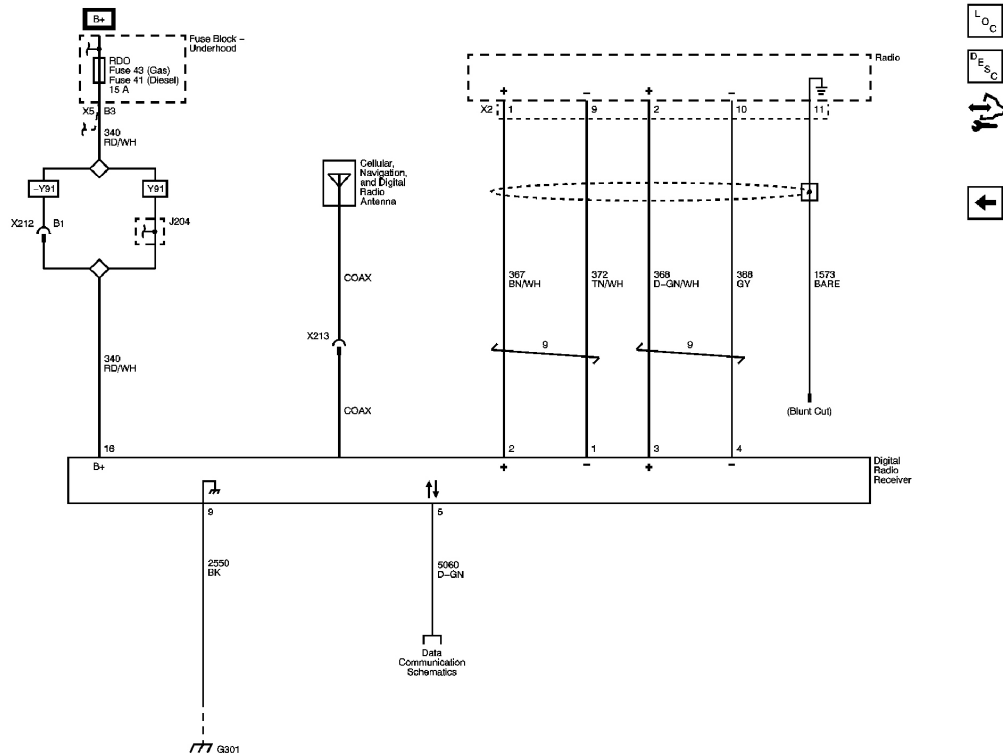 B+
Fuse Block –
Underhood
RDO
Fuse 43 (Gas)
Fuse 41 (Diesel)
15 A
X5 B3
340
RD/WH
–Y91
Y91
X212 B1
J204
340
RD/WH
16
B+
Cellular,
Navigation,
and Digital
Radio
Antenna
COAX
X213
COAX
Radio
+ – + –
X2 1 9 2 10 11
367
BN/WH
372
TN/WH
368
D–GN/WH
388
GY
1573
BARE
9
9
(Blunt Cut)
2 1 3 4
+ – + –
Digital
Radio
Receiver
9
5
2550
BK
5060
D–GN
Data
Communication
Schematics
G301
L O C
D E S C